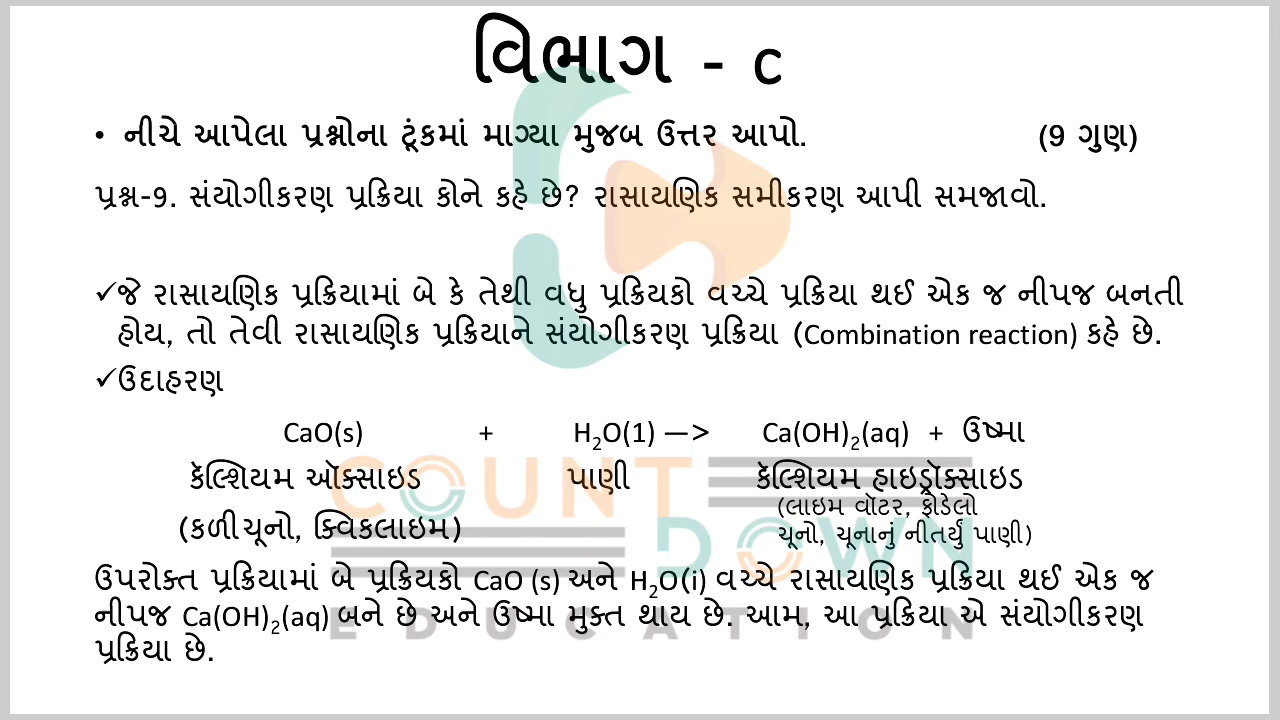 વિભાગ - C
• નીચે આપેલા પ્રશ્નોના ટૂંકમાં માગ્યા મુજબ ઉત્તર આપો. (9 ગુણ)
પ્રશ્ન-9. સંયોગીકરણ પ્રક્રિયા કોને કહે છે? રાસાયણિક સમીકરણ આપી સમજાવો.
✓જે રાસાયણિક પ્રક્રિયામાં બે કે તેથી વધુ પ્રક્રિયકો વચ્ચે પ્રક્રિયા થઈ એક જ નીપજ બનતી
હોય, તો તેવી રાસાયણિક પ્રક્રિયાને સંયોગીકરણ પ્રક્રિયા (Combination reaction) કહે છે.
✓ઉદાહરણ
CaO(s) + H₂O(1) —> Ca(OH)₂(aq) + ઉષ્મા
કૅલ્શિયમ ઑક્સાઇડ પાણી કૅલ્શિયમ હાઇડ્રૉક્સાઇડ
(લાઇમ વૉટર, ફોડેલો
(કળીચૂનો, ક્વિકલાઇમ)
ચૂનો, ચૂનાનું નીતર્યું પાણી)
ઉપરોક્ત પ્રક્રિયામાં બે પ્રક્રિયકો CaO (s) અને H₂O(i) વચ્ચે રાસાયણિક પ્રક્રિયા થઈ એક જ
નીપજ Ca(OH)₂(aq) બને છે અને ઉષ્મા મુક્ત થાય છે. આમ, આ પ્રક્રિયા એ સંયોગીકરણ
પ્રક્રિયા છે.
COUNT
DOWN
EDUCATION